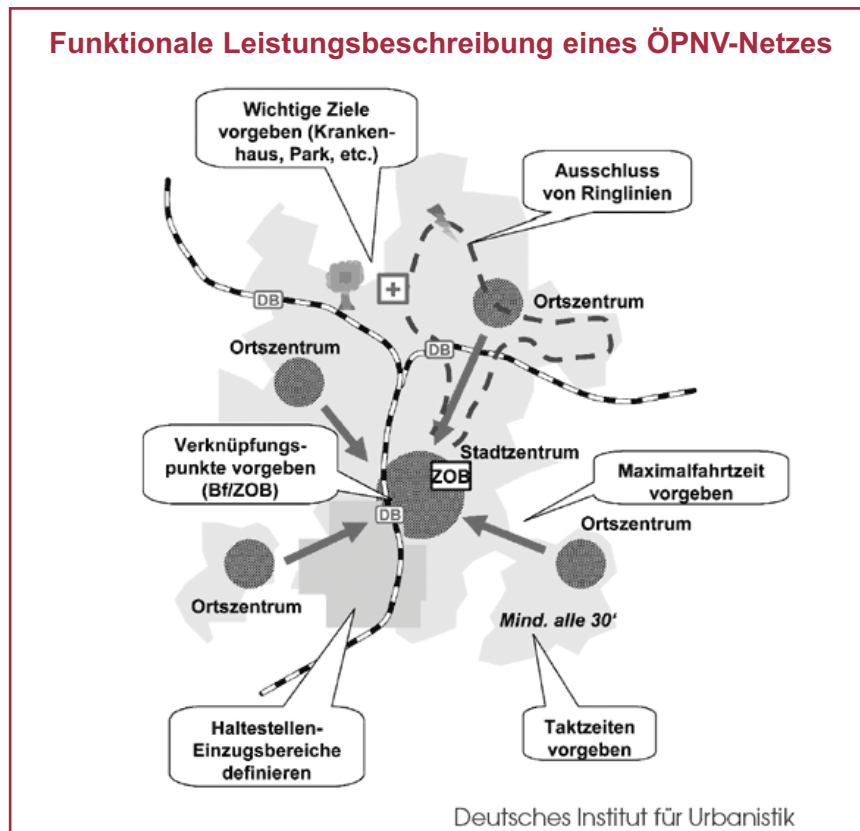 Funktionale Leistungsbeschreibung eines ÖPNV-Netzes
Wichtige Ziele
vorgeben (Kranken-
haus, Park, etc.)
Ausschluss
von Ringlinien
DB
Ortszentrum
Ortszentrum
DB
Verknüpfungs-
punkte vorgeben
(Bf/ZOB)
Stadtzentrum
ZOB
Maximalfahrtzeit
vorgeben
DB
Ortszentrum
Ortszentrum
Mind. alle 30‘
Haltestellen-
Einzugsbereiche
definieren
Taktzeiten
vorgeben
Deutsches Institut für Urbanistik